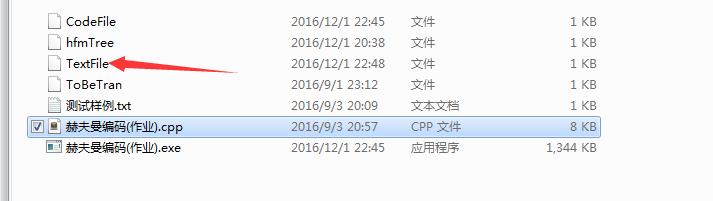 CodeFile 2016/12/1 22:45 文件 1 KB
hfmTree 2016/12/1 20:38 文件 1 KB
TextFile 2016/12/1 22:48 文件 1 KB
ToBeTran 2016/9/1 23:12 文件 1 KB
测试样例.txt 2016/9/3 20:09 文本文档 1 KB
赫夫曼编码(作业).cpp 2016/9/3 20:57 CPP 文件 8 KB
赫夫曼编码(作业).exe 2016/12/1 22:45 应用程序 1,344 KB